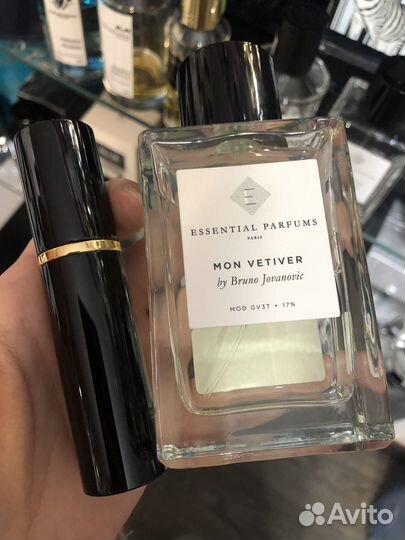 E
ESSENTIAL PARFUMS
PARIS
MON VETIVER
by Bruno Jovanovic
MOD GV3T • 17%
Avito